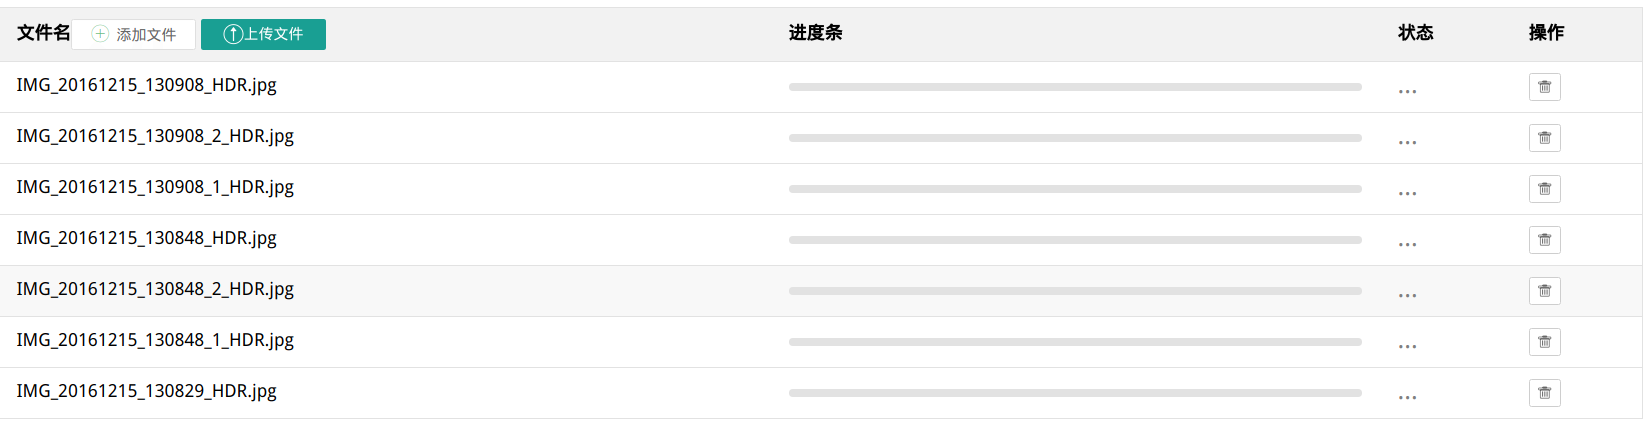 文件名 添加文件 上传文件 进度条 状态 操作
IMG_20161215_130908_HDR.jpg ...
IMG_20161215_130908_2_HDR.jpg ...
IMG_20161215_130908_1_HDR.jpg ...
IMG_20161215_130848_HDR.jpg ...
IMG_20161215_130848_2_HDR.jpg ...
IMG_20161215_130848_1_HDR.jpg ...
IMG_20161215_130829_HDR.jpg ...